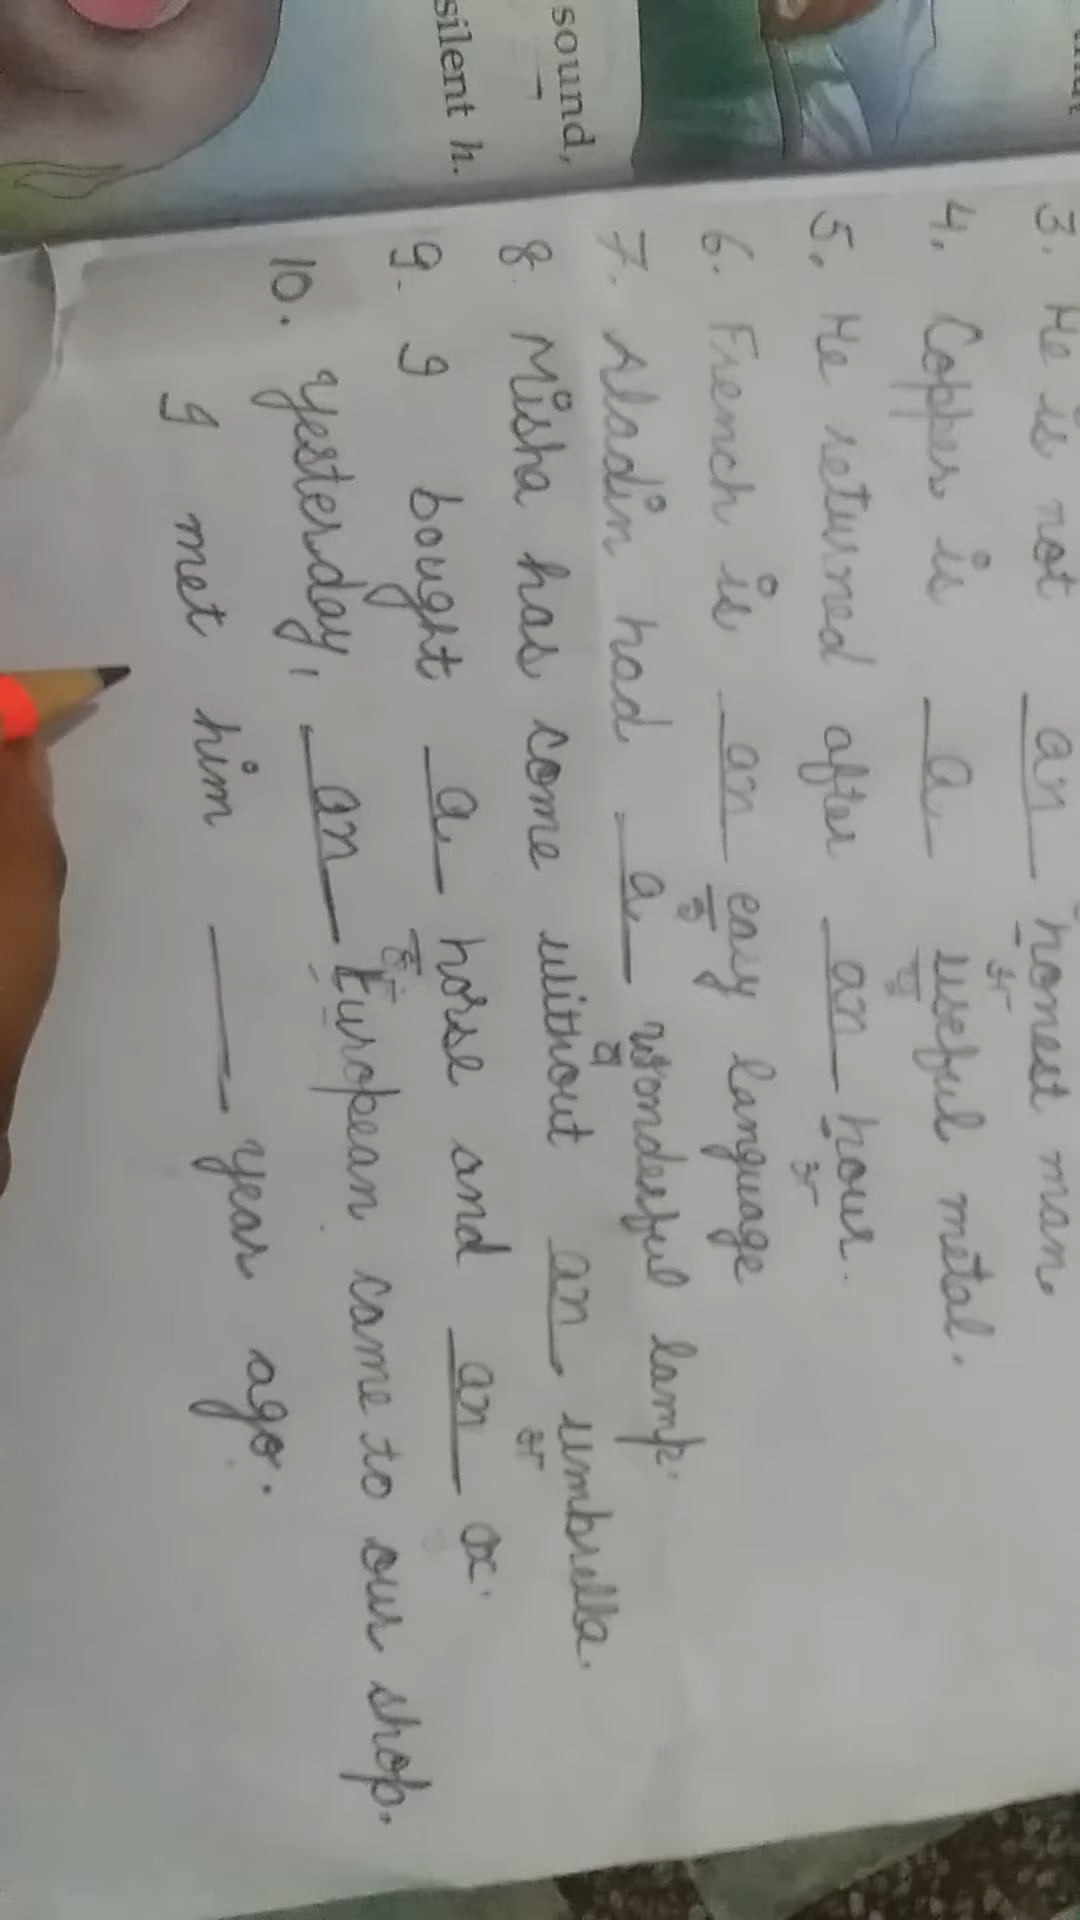 sound,
silent h.
3. He is not an honest man.
अ
4. Copper is a useful metal.
5. He returned after an hour.
अ
6. French is an easy language
7. Aladin had a wonderful lamp.
8. Misha has come without an umbrella.
अ
9. I bought a horse and an ox.
10. Yesterday, an European came to our shop.
I met him ____ year ago.